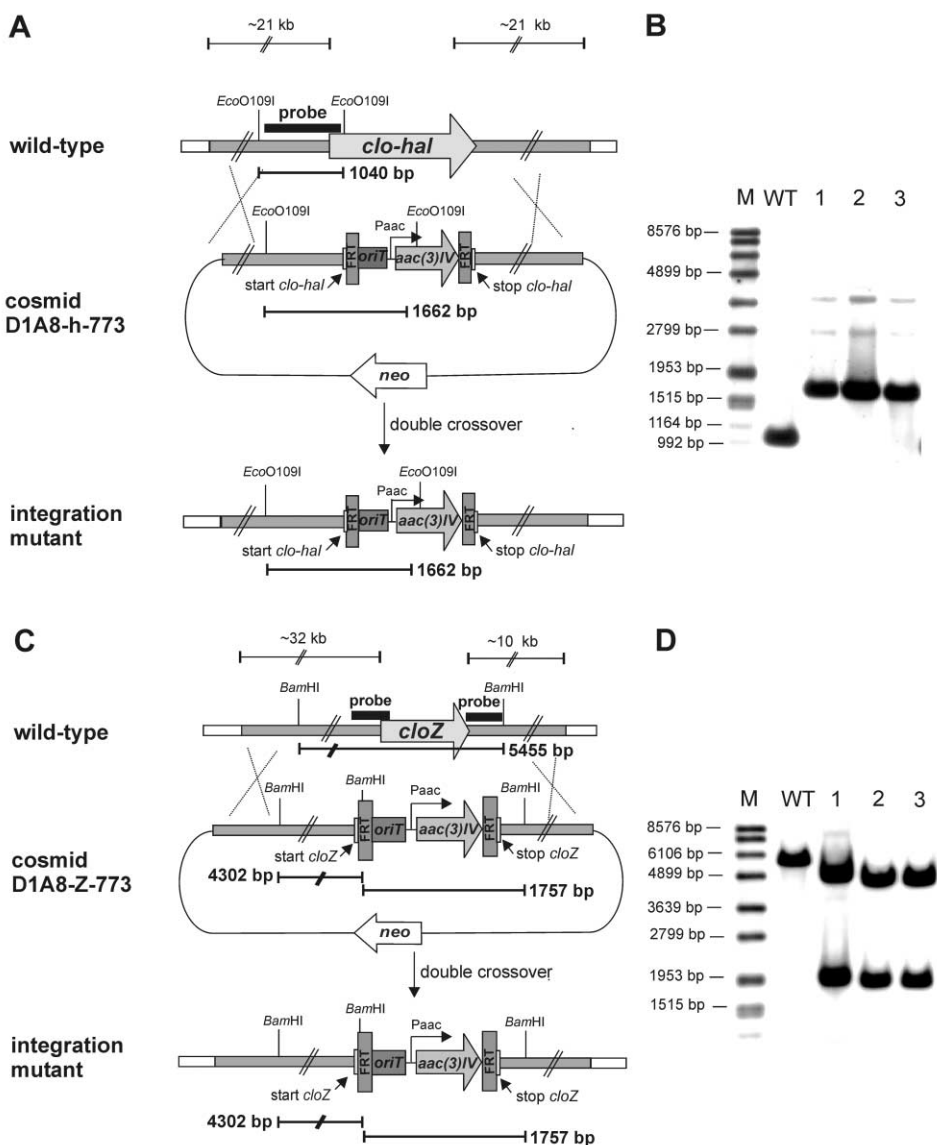 A
~21 kb
~21 kb
EcoO109I
probe
EcoO109I
wild-type
clo-hal
1040 bp
EcoO109I
Paac
EcoO109I
FRT
oriT
aac(3)IV
FRT
start clo-hal
stop clo-hal
cosmid
D1A8-h-773
1662 bp
neo
double crossover
EcoO109I
Paac
EcoO109I
integration
mutant
FRT
oriT
aac(3)IV
FRT
start clo-hal
stop clo-hal
1662 bp
B
M WT 1 2 3
8576 bp
4899 bp
2799 bp
1953 bp
1515 bp
1164 bp
992 bp
C
~32 kb
~10 kb
BamHI
BamHI
probe
probe
wild-type
cloZ
5455 bp
BamHI
BamHI
Paac
BamHI
FRT
oriT
aac(3)IV
FRT
start cloZ
stop cloZ
cosmid
D1A8-Z-773
4302 bp
1757 bp
neo
double crossover
BamHI
BamHI
Paac
BamHI
integration
mutant
FRT
oriT
aac(3)IV
FRT
start cloZ
stop cloZ
4302 bp
1757 bp
D
M WT 1 2 3
8576 bp
6106 bp
4899 bp
3639 bp
2799 bp
1953 bp
1515 bp